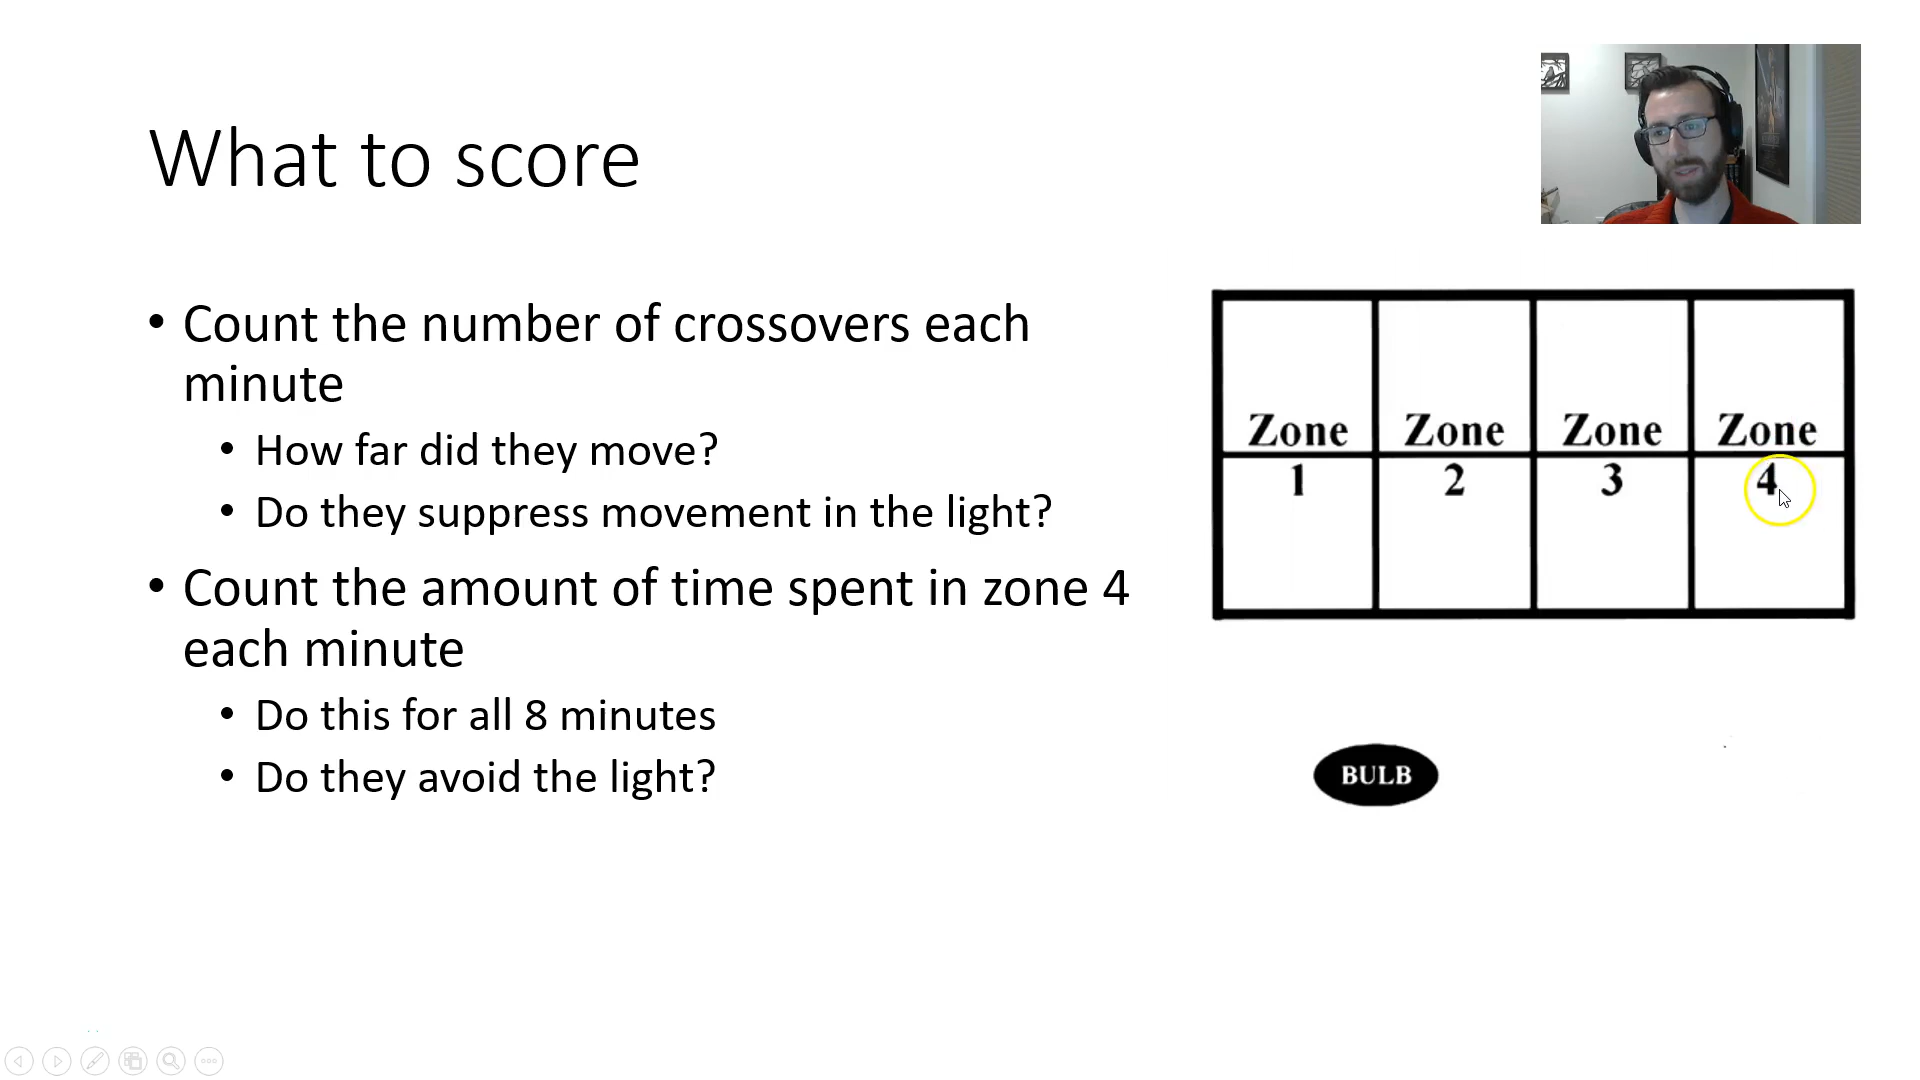 What to score
• Count the number of crossovers each
minute
• How far did they move?
• Do they suppress movement in the light?
• Count the amount of time spent in zone 4
each minute
• Do this for all 8 minutes
• Do they avoid the light?
Zone Zone Zone Zone
1 2 3 4
BULB